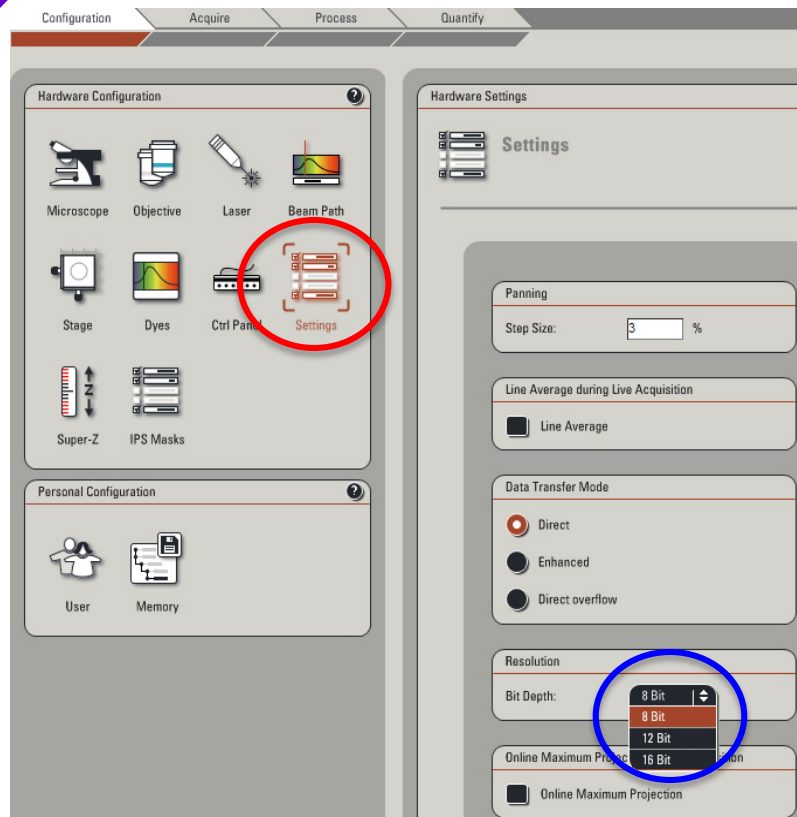 Configuration Acquire Process Quantify
Hardware Configuration ?
Microscope Objective Laser Beam Path
Stage Dyes Ctrl Panel Settings
Z
Super-Z IPS Masks
Personal Configuration ?
User Memory
Hardware Settings
Settings
Panning
Step Size: 3 %
Line Average during Live Acquisition
Line Average
Data Transfer Mode
Direct
Enhanced
Direct overflow
Resolution
Bit Depth: 8 Bit
8 Bit
12 Bit
16 Bit
Online Maximum
Online Maximum Projection